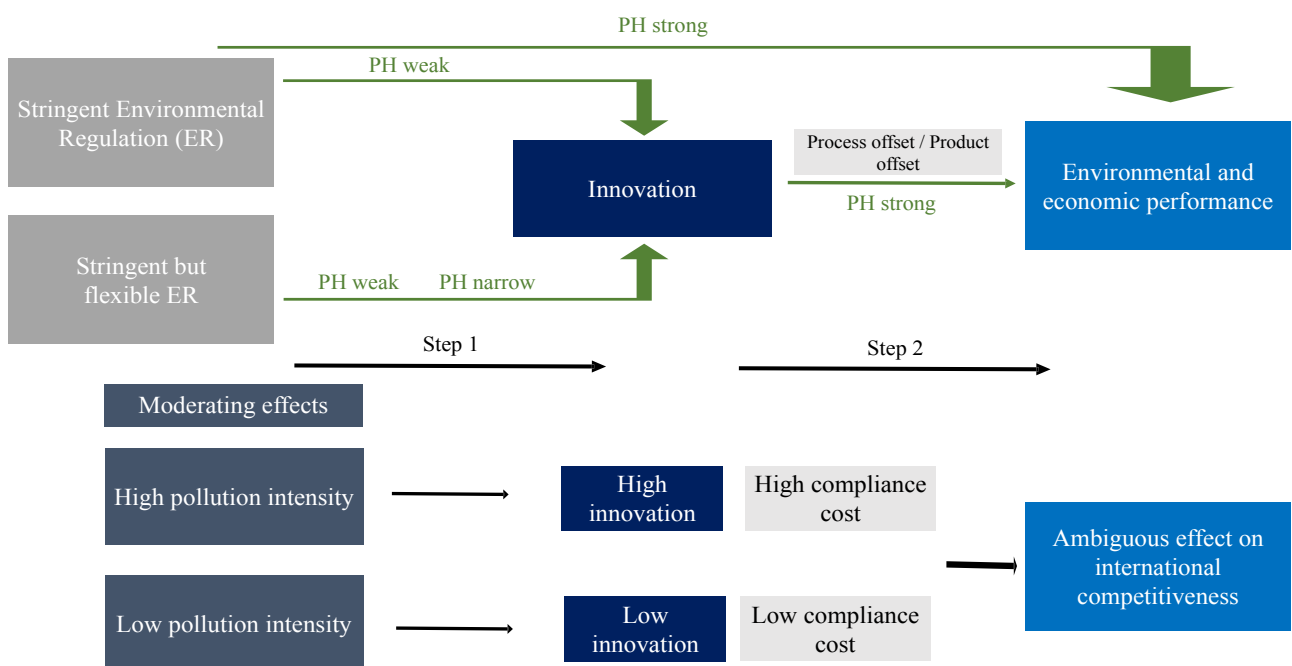 PH strong
PH weak
Stringent Environmental
Regulation (ER)
Process offset / Product
offset
Innovation
Environmental and
economic performance
PH strong
Stringent but
flexible ER
PH weak PH narrow
Step 1
Step 2
Moderating effects
High pollution intensity
High
innovation
High compliance
cost
Ambiguous effect on
international
competitiveness
Low pollution intensity
Low
innovation
Low compliance
cost